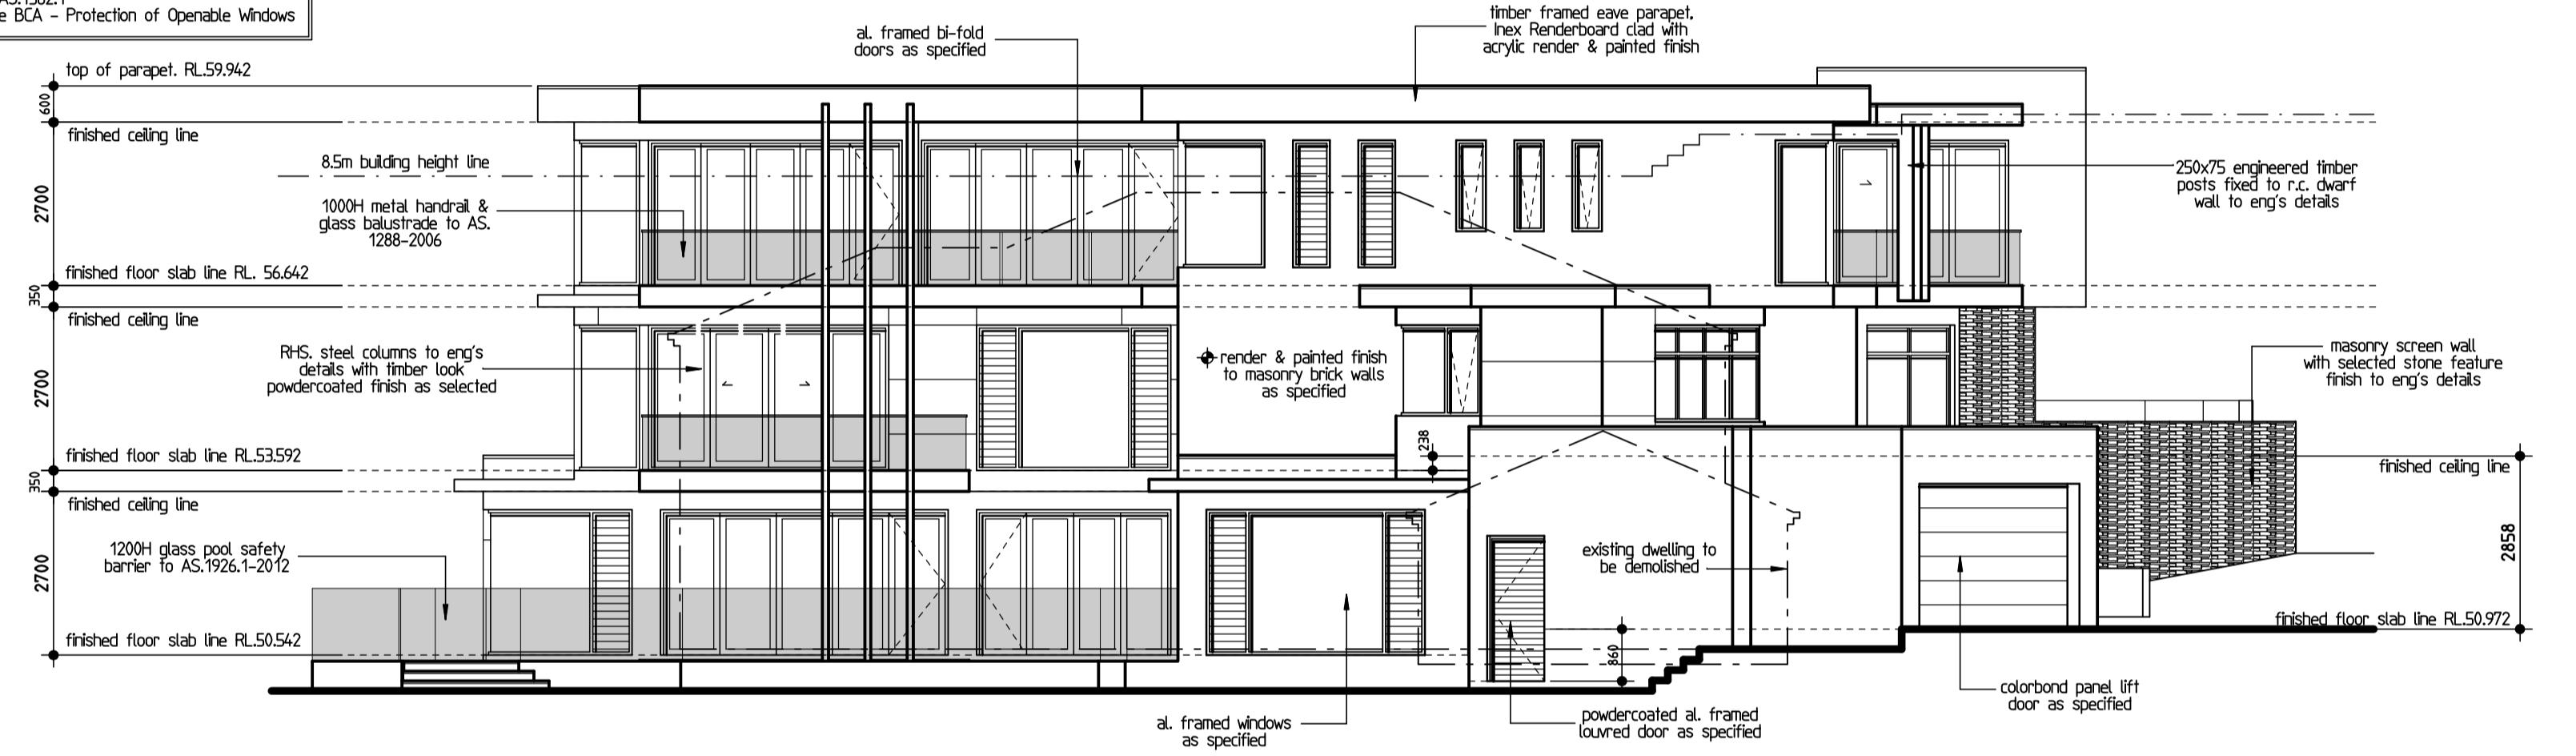 e BCA - Protection of Openable Windows
timber framed eave parapet,
Inex Renderboard clad with
acrylic render & painted finish
al. framed bi-fold
doors as specified
top of parapet. RL.59.942
600
finished ceiling line
8.5m building height line
2700
1000H metal handrail &
glass balustrade to AS.
1288-2006
250x75 engineered timber
posts fixed to r.c. dwarf
wall to eng's details
finished floor slab line RL. 56.642
350
finished ceiling line
RHS. steel columns to eng's
details with timber look
powdercoated finish as selected
2700
render & painted finish
to masonry brick walls
as specified
masonry screen wall
with selected stone feature
finish to eng's details
238
finished floor slab line RL.53.592
350
finished ceiling line
finished ceiling line
1200H glass pool safety
barrier to AS.1926.1-2012
2700
existing dwelling to
be demolished
2858
finished floor slab line RL.50.542
finished floor slab line RL.50.972
860
al. framed windows
as specified
powdercoated al. framed
louvred door as specified
colorbond panel lift
door as specified